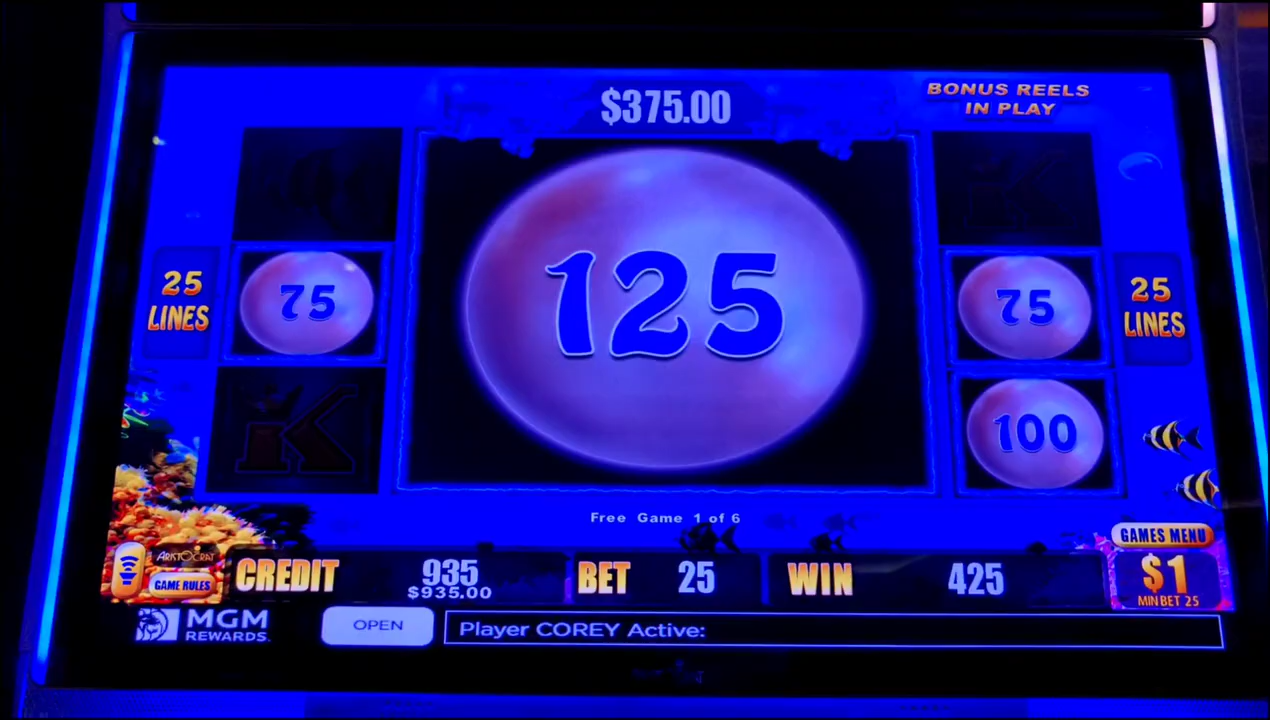 $375.00
BONUS REELS
IN PLAY
K
25
LINES
75
125
75
25
LINES
K
100
Free Game 1 of 6
GAMES MENU
ARISTOCRAT
GAME RULES
CREDIT
935
$935.00
BET
25
WIN
425
$1
MIN BET 25
MGM
REWARDS.
OPEN
Player COREY Active: